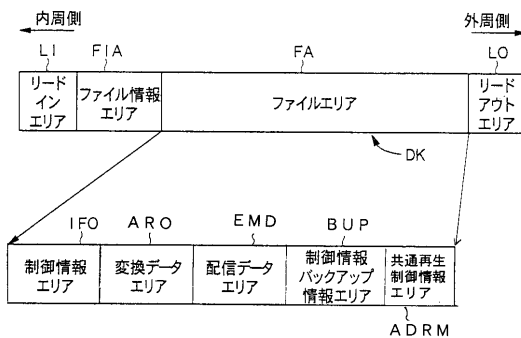 内周側
外周側
LI
FIA
FA
LO
リード
イン
エリア
ファイル情報
エリア
ファイルエリア
リード
アウト
エリア
DK
IFO
ARO
EMD
BUP
制御情報
エリア
変換データ
エリア
配信データ
エリア
制御情報
バックアップ
情報エリア
共通再生
制御情報
エリア
ADRM